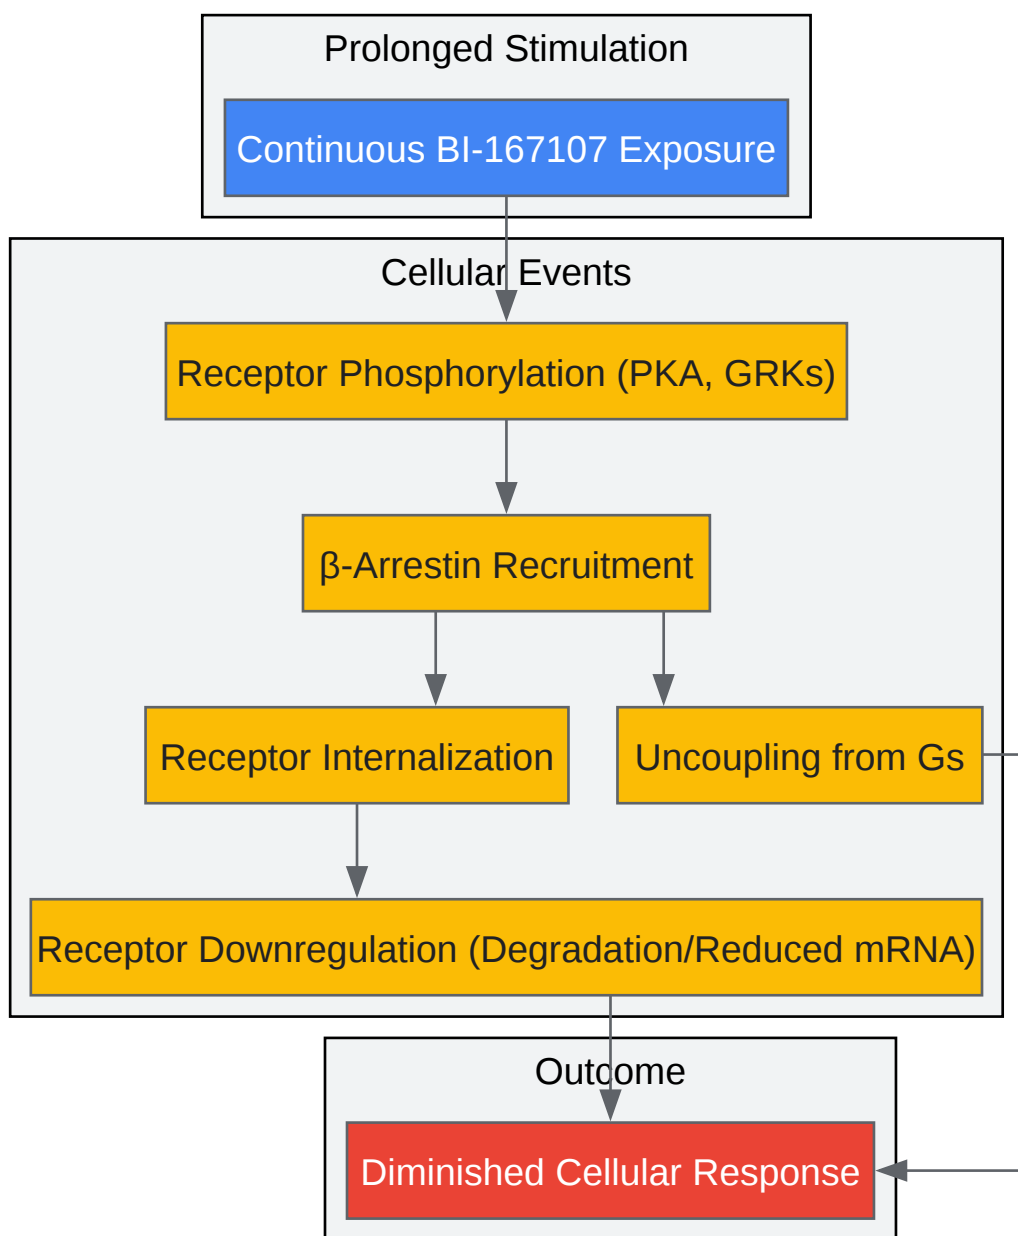 Prolonged Stimulation
Continuous BI-167107 Exposure
Cellular Events
Receptor Phosphorylation (PKA, GRKs)
β-Arrestin Recruitment
Receptor Internalization
Uncoupling from Gs
Receptor Downregulation (Degradation/Reduced mRNA)
Outcome
Diminished Cellular Response